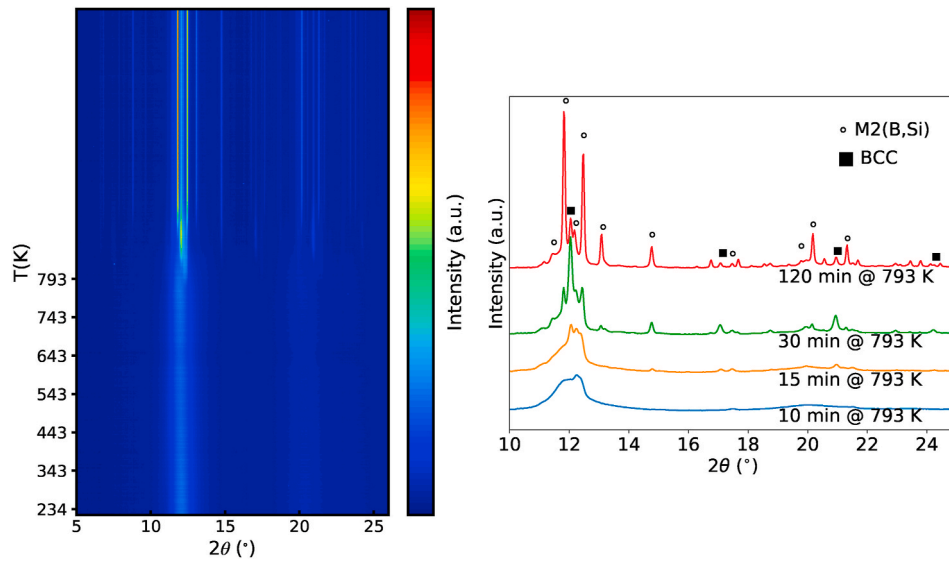 T(K)
793
743
643
543
443
343
234
5
10
15
20
25
2θ (°)
Intensity (a.u.)
Intensity (a.u.)
M2(B,Si)
BCC
120 min @ 793 K
30 min @ 793 K
15 min @ 793 K
10 min @ 793 K
10
12
14
16
18
20
22
24
2θ (°)